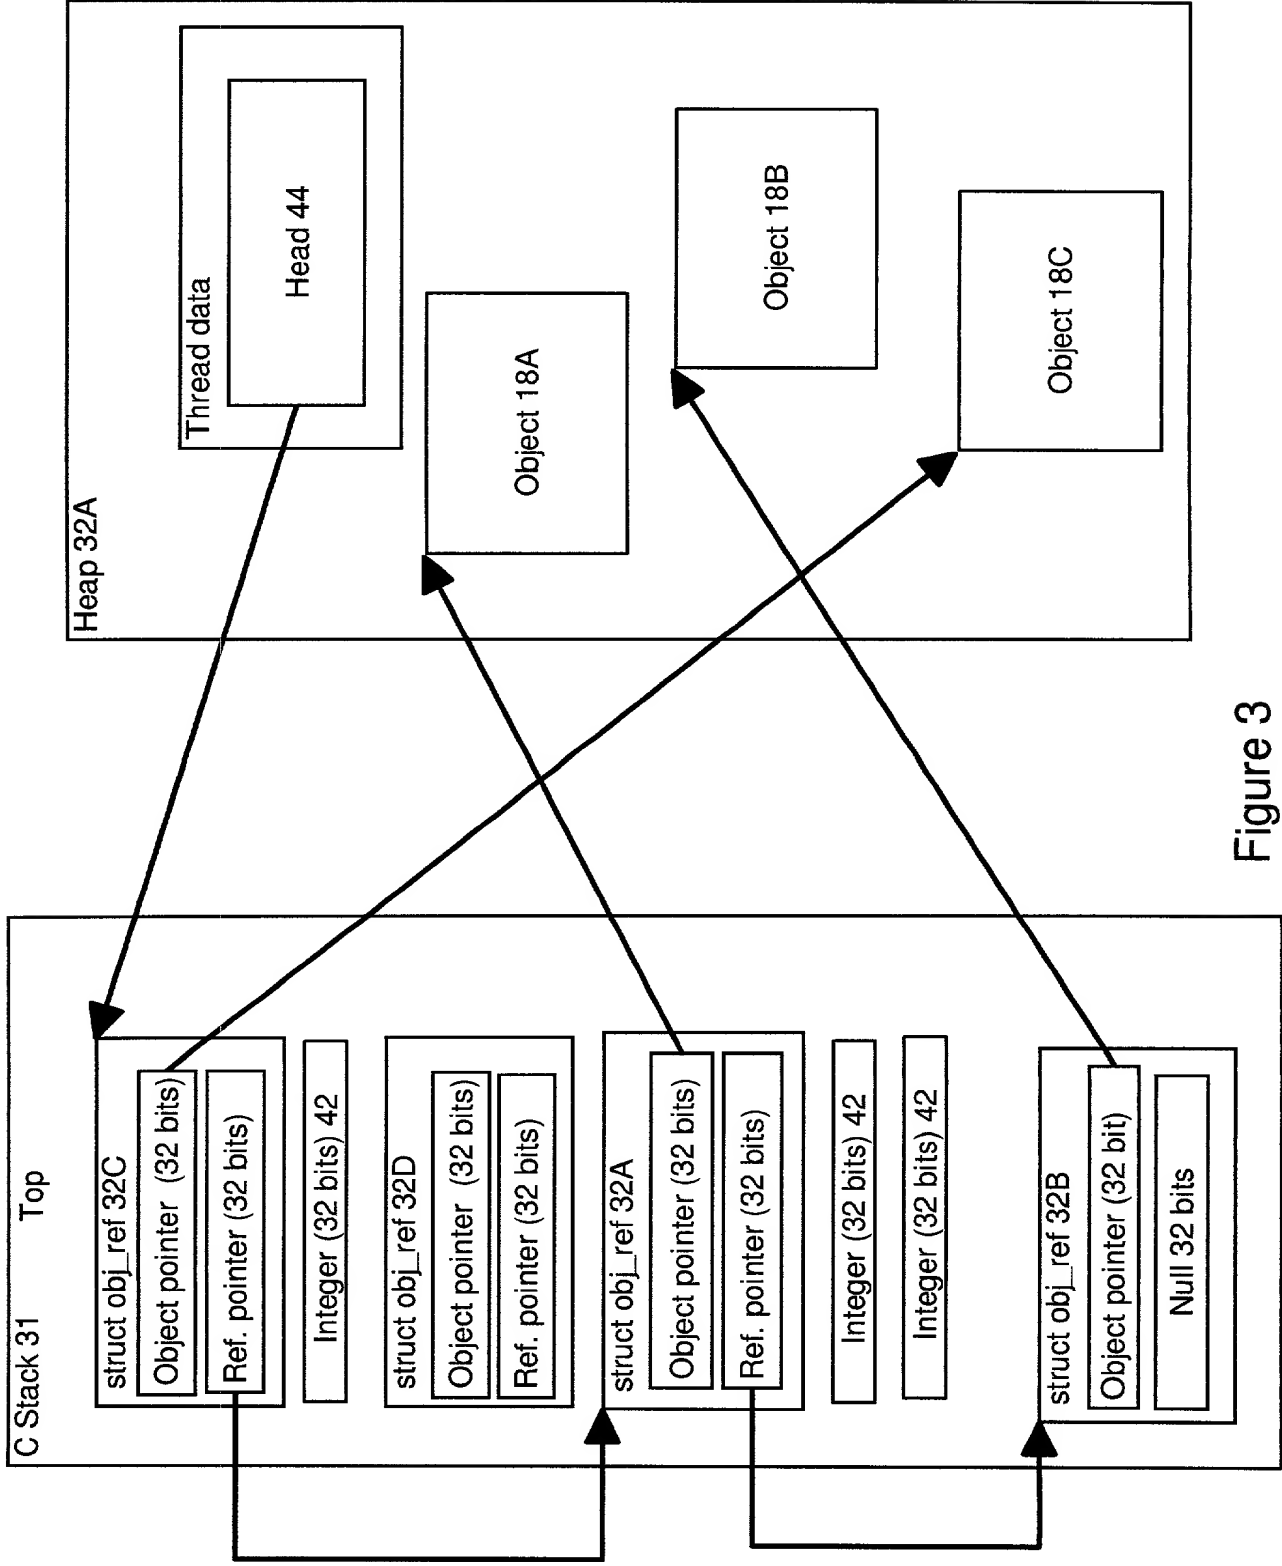 C Stack 31 Top
struct obj_ref 32C
Object pointer (32 bits)
Ref. pointer (32 bits)
Integer (32 bits) 42
struct obj_ref 32D
Object pointer (32 bits)
Ref. pointer (32 bits)
struct obj_ref 32A
Object pointer (32 bits)
Ref. pointer (32 bits)
Integer (32 bits) 42
Integer (32 bits) 42
struct obj_ref 32B
Object pointer (32 bit)
Null 32 bits
Heap 32A
Thread data
Head 44
Object 18A
Object 18B
Object 18C
Figure 3